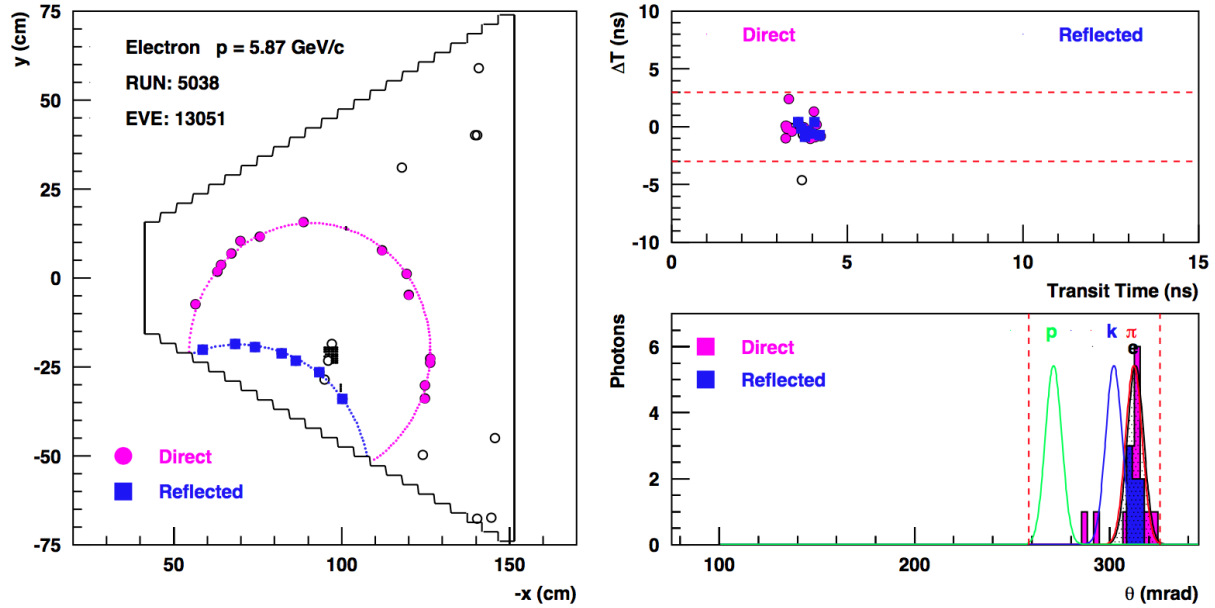 y (cm)
75
50
25
0
-25
-50
-75
0
50
100
150
-x (cm)
Electron p = 5.87 GeV/c
RUN: 5038
EVE: 13051
Direct
Reflected
ΔT (ns)
10
5
0
-5
-10
0
5
10
15
Transit Time (ns)
Direct
Reflected
Photons
6
4
2
0
100
200
300
θ (mrad)
Direct
Reflected
p
k
π
e